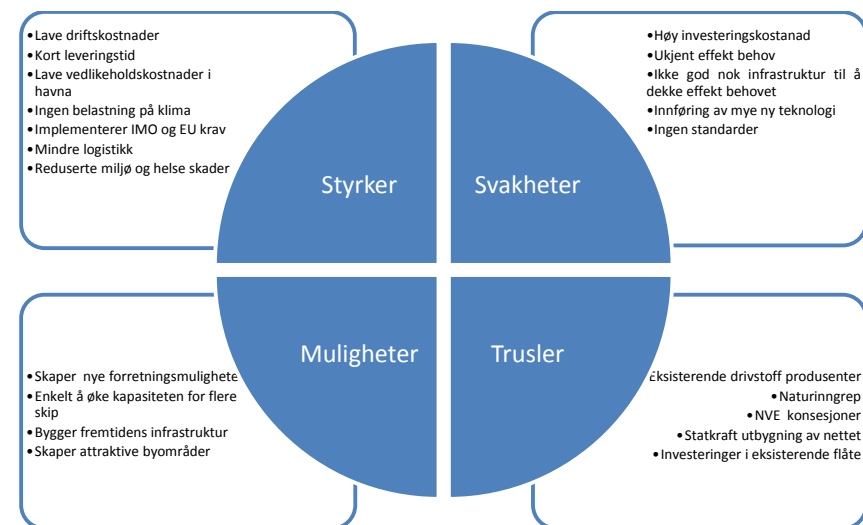 •Lave driftskostnader
•Kort leveringstid
•Lave vedlikeholdskostnader i
havna
•Ingen belastning på klima
•Implementerer IMO og EU krav
•Mindre logistikk
•Reduserte miljø og helse skader
•Høy investeringskostanad
•Ukjent effekt behov
•Ikke god nok infrastruktur til å
dekke effekt behovet
•Innføring av mye ny teknologi
•Ingen standarder
Styrker
Svakheter
Muligheter
Trusler
•Skaper nye forretningsmulighete
•Enkelt å øke kapasiteten for flere
skip
•Bygger fremtidens infrastruktur
•Skaper attraktive byområder
Eksisterende drivstoff produsenter
•Naturinngrep
•NVE konsesjoner
•Statkraft utbygning av nettet
•Investeringer i eksisterende flåte